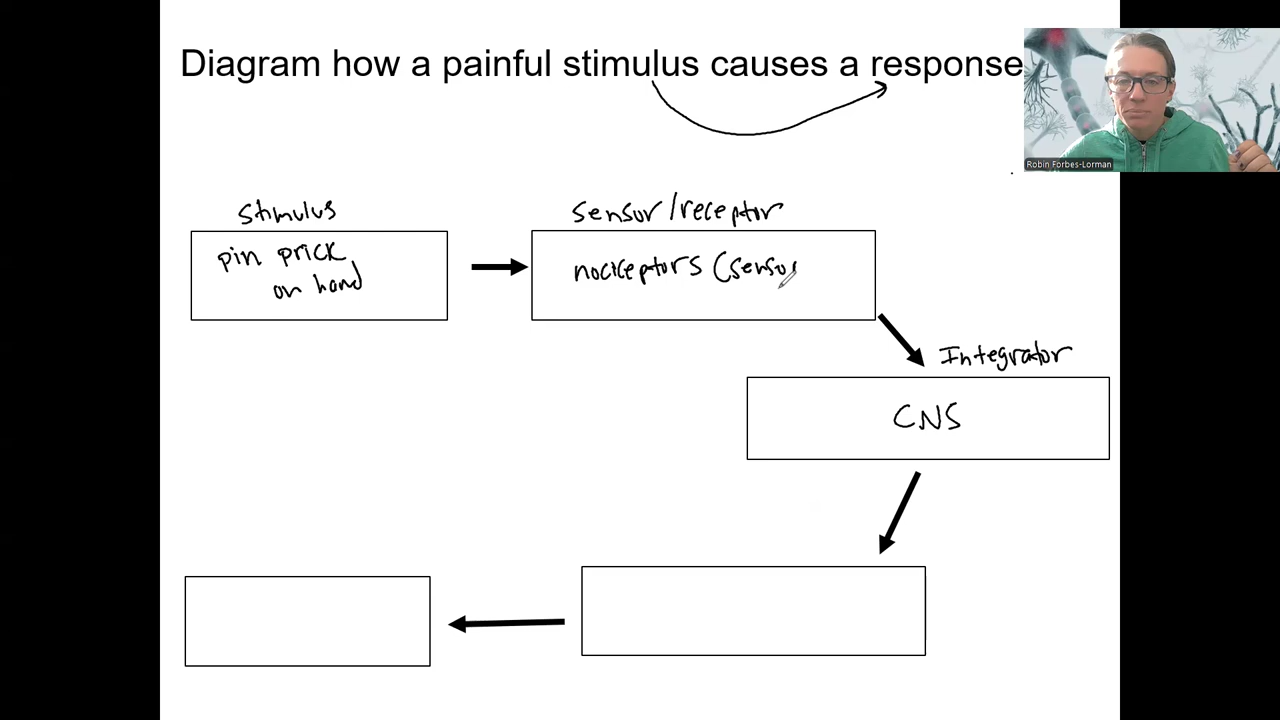 Diagram how a painful stimulus causes a response
Robin Forbes-Lorman
stimulus
pin prick
on hand
sensor/receptor
nociceptors (sensor
Integrator
CNS